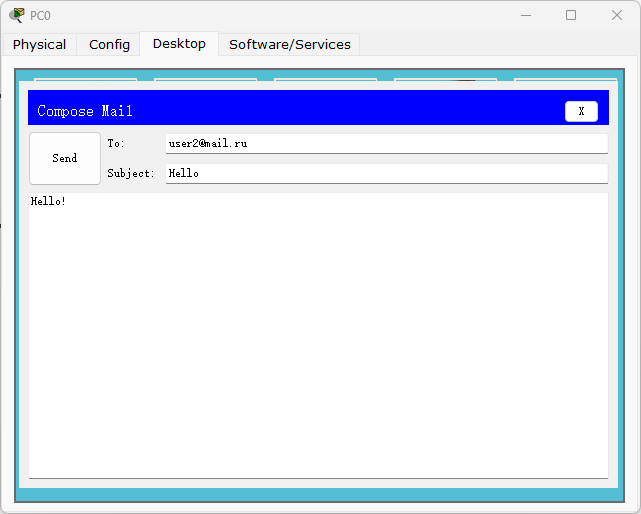 PC0
Physical Config Desktop Software/Services
Compose Mail X
Send
To: user2@mail.ru
Subject: Hello
Hello!